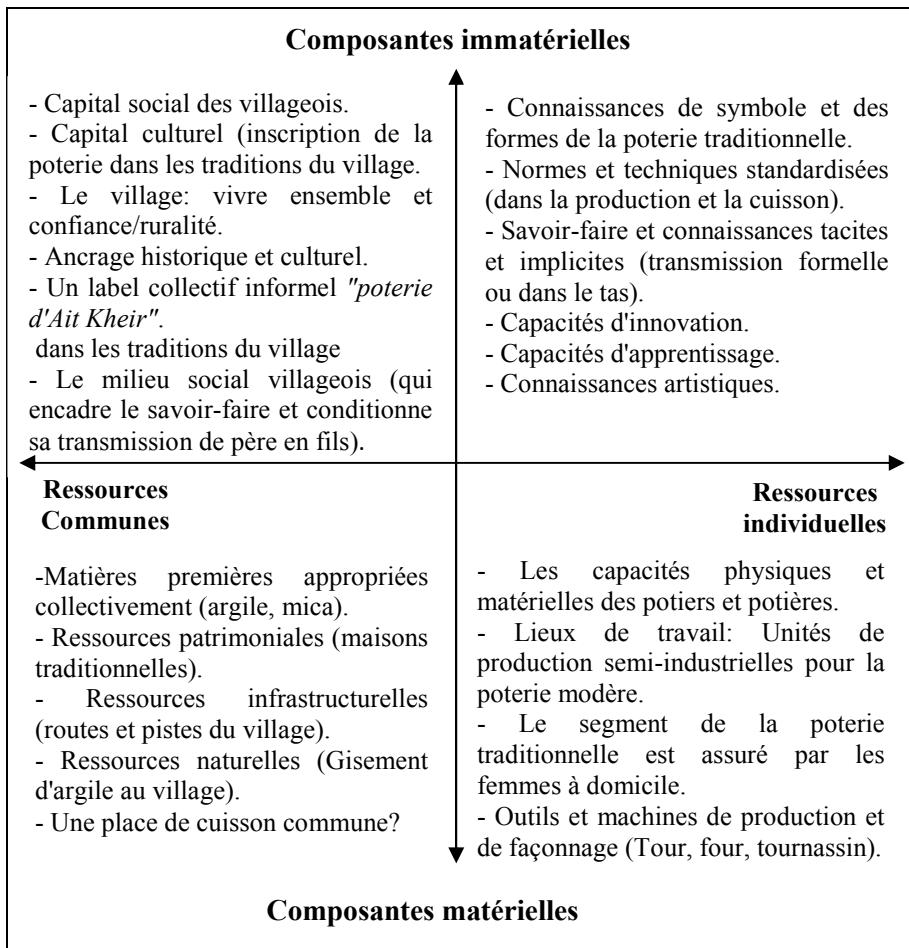 Composantes immatérielles
- Capital social des villageois.
- Capital culturel (inscription de la
poterie dans les traditions du village.
- Le village: vivre ensemble et
confiance/ruralité.
- Ancrage historique et culturel.
- Un label collectif informel "poterie
d'Ait Kheir".
dans les traditions du village
- Le milieu social villageois (qui
encadre le savoir-faire et conditionne
sa transmission de père en fils).
- Connaissances de symbole et des
formes de la poterie traditionnelle.
- Normes et techniques standardisées
(dans la production et la cuisson).
- Savoir-faire et connaissances tacites
et implicites (transmission formelle
ou dans le tas).
- Capacités d'innovation.
- Capacités d'apprentissage.
- Connaissances artistiques.
Ressources
Communes
Ressources
individuelles
-Matières premières appropriées
collectivement (argile, mica).
- Ressources patrimoniales (maisons
traditionnelles).
- Ressources infrastructurelles
(routes et pistes du village).
- Ressources naturelles (Gisement
d'argile au village).
- Une place de cuisson commune?
- Les capacités physiques et
matérielles des potiers et potières.
- Lieux de travail: Unités de
production semi-industrielles pour la
poterie modère.
- Le segment de la poterie
traditionnelle est assuré par les
femmes à domicile.
- Outils et machines de production et
de façonnage (Tour, four, tournassin).
Composantes matérielles